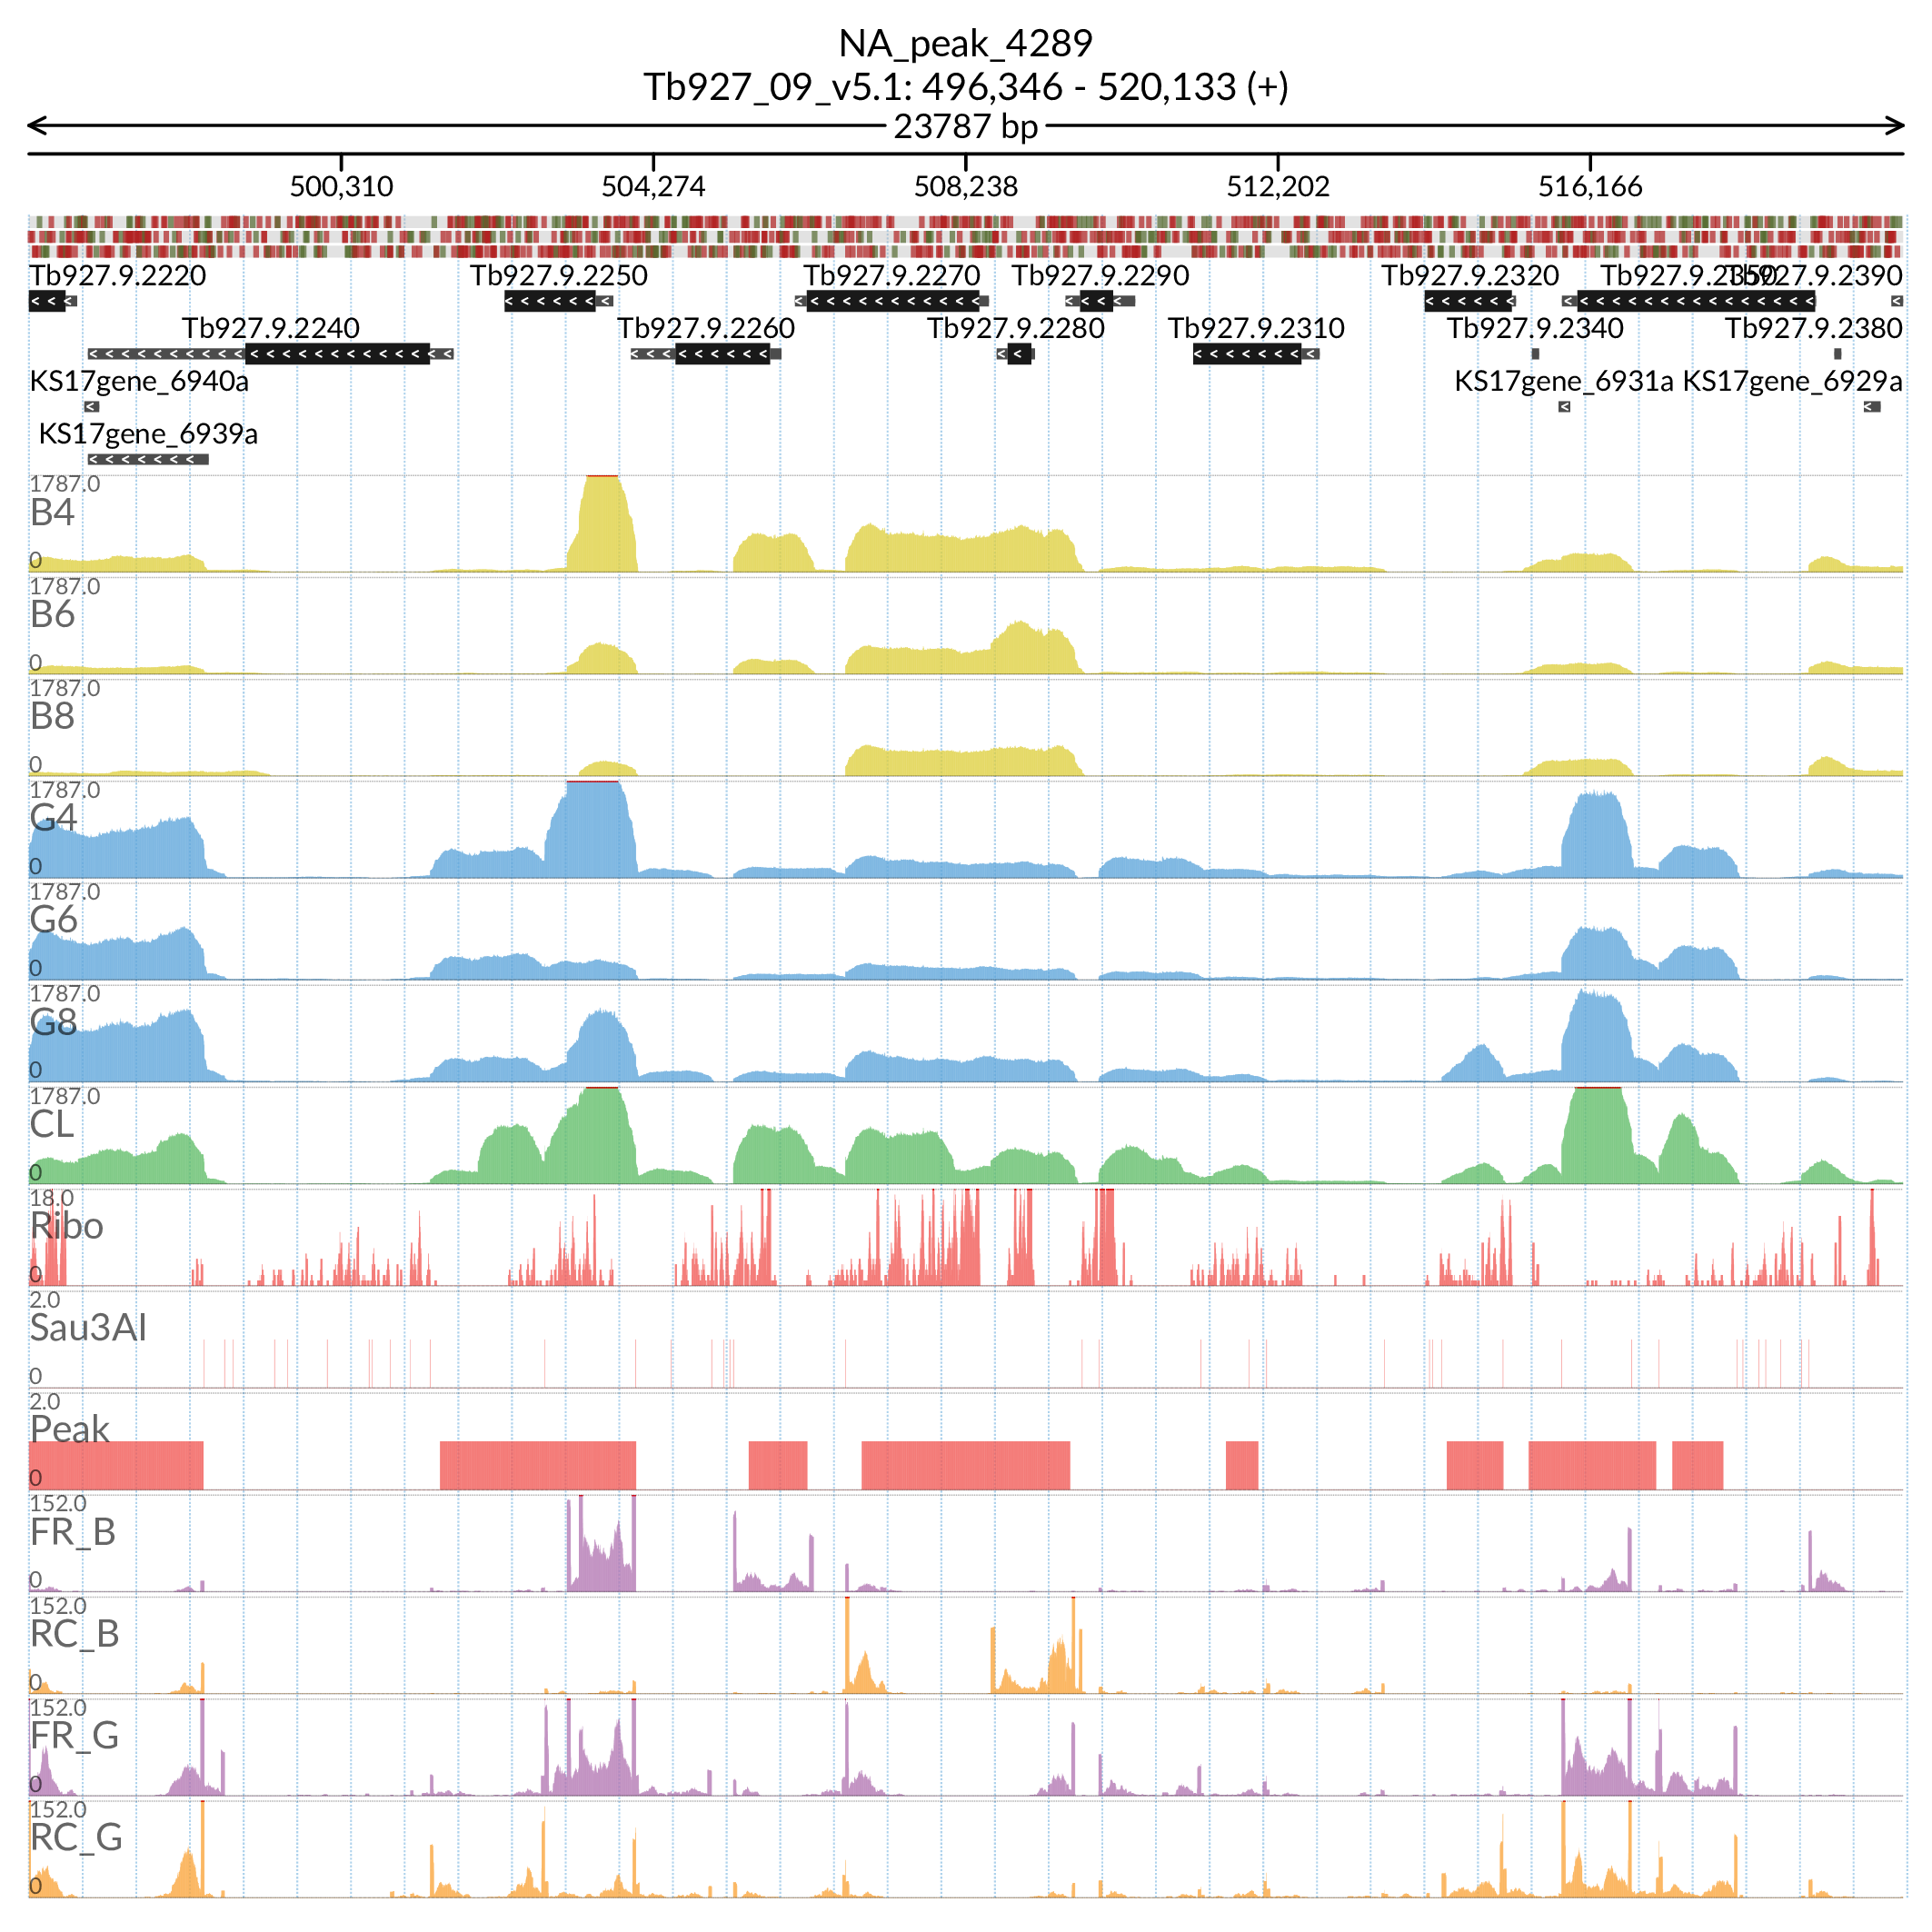 NA_peak_4289
Tb927_09_v5.1: 496,346 - 520,133 (+)
23787 bp
500,310 504,274 508,238 512,202 516,166
Tb927.9.2220 Tb927.9.2250 Tb927.9.2270 Tb927.9.2290 Tb927.9.2320 Tb927.9.2350 Tb927.9.2390
Tb927.9.2240 Tb927.9.2260 Tb927.9.2280 Tb927.9.2310 Tb927.9.2340 Tb927.9.2380
KS17gene_6940a KS17gene_6931a KS17gene_6929a
KS17gene_6939a
1787.0
B4
0
1787.0
B6
0
1787.0
B8
0
1787.0
G4
0
1787.0
G6
0
1787.0
G8
0
1787.0
CL
0
18.0
Ribo
0
2.0
Sau3AI
0
2.0
Peak
0
152.0
FR_B
0
152.0
RC_B
0
152.0
FR_G
0
152.0
RC_G
0